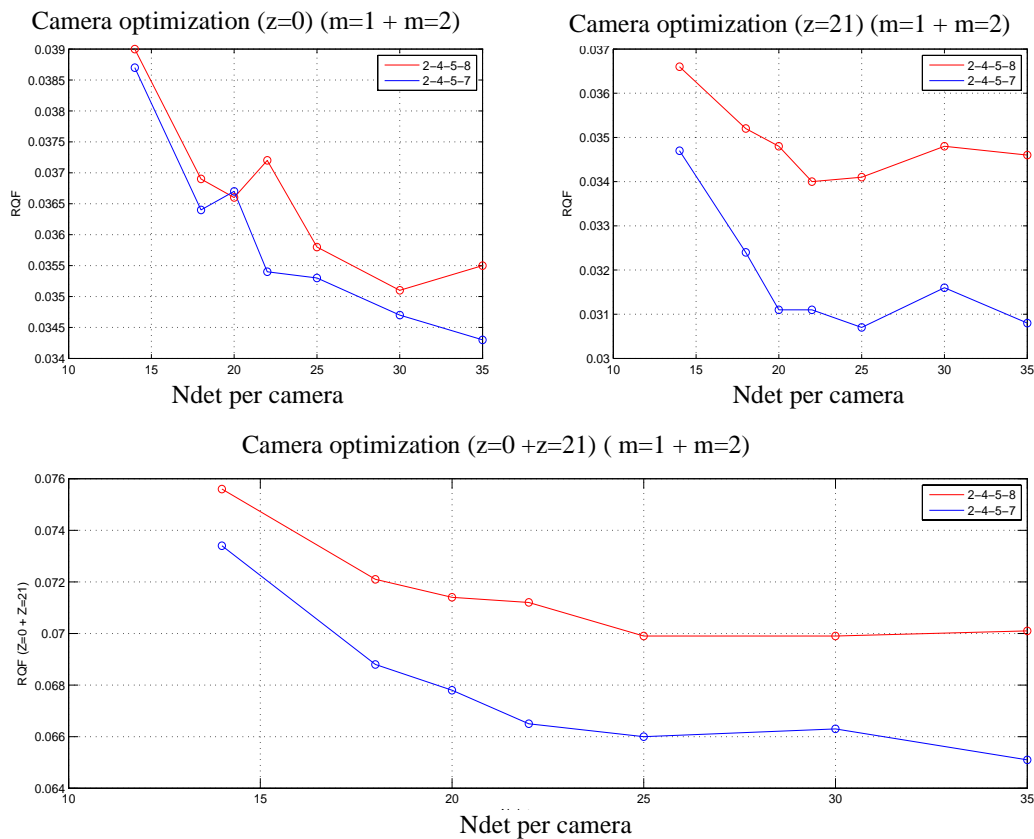 Camera optimization (z=0) (m=1 + m=2)
0.039
0.0385
0.038
0.0375
0.037
0.0365
0.036
0.0355
0.035
0.0345
0.034
RQF
2-4-5-8
2-4-5-7
10 15 20 25 30 35
Ndet per camera
Camera optimization (z=21) (m=1 + m=2)
0.037
0.036
0.035
0.034
0.033
0.032
0.031
0.03
RQF
2-4-5-8
2-4-5-7
10 15 20 25 30 35
Ndet per camera
Camera optimization (z=0 +z=21) ( m=1 + m=2)
0.076
0.074
0.072
0.07
0.068
0.066
0.064
RQF (Z=0 + Z=21)
2-4-5-8
2-4-5-7
10 15 20 25 30 35
Ndet per camera